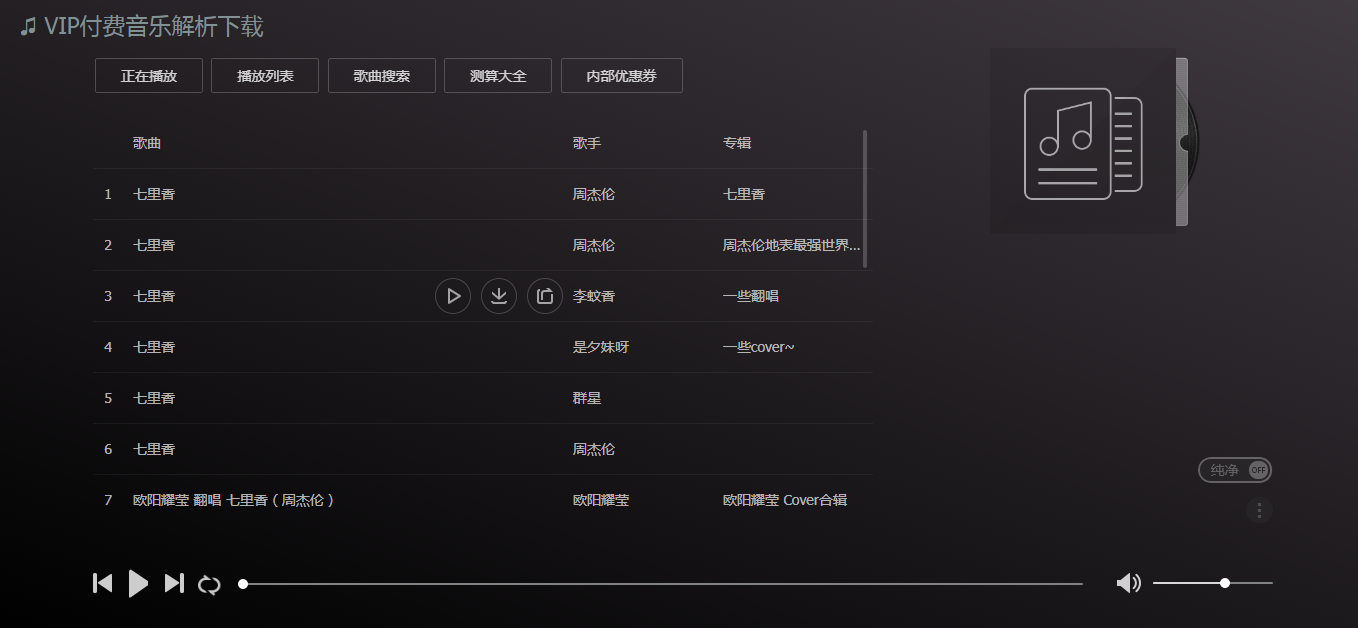 VIP付费音乐解析下载
正在播放 播放列表 歌曲搜索 测算大全 内部优惠券
歌曲 歌手 专辑
1 七里香 周杰伦 七里香
2 七里香 周杰伦 周杰伦地表最强世界...
3 七里香 李蚊香 一些翻唱
4 七里香 是夕妹呀 一些cover~
5 七里香 群星
6 七里香 周杰伦
7 欧阳耀莹 翻唱 七里香（周杰伦） 欧阳耀莹 欧阳耀莹 Cover合辑
纯净 OFF